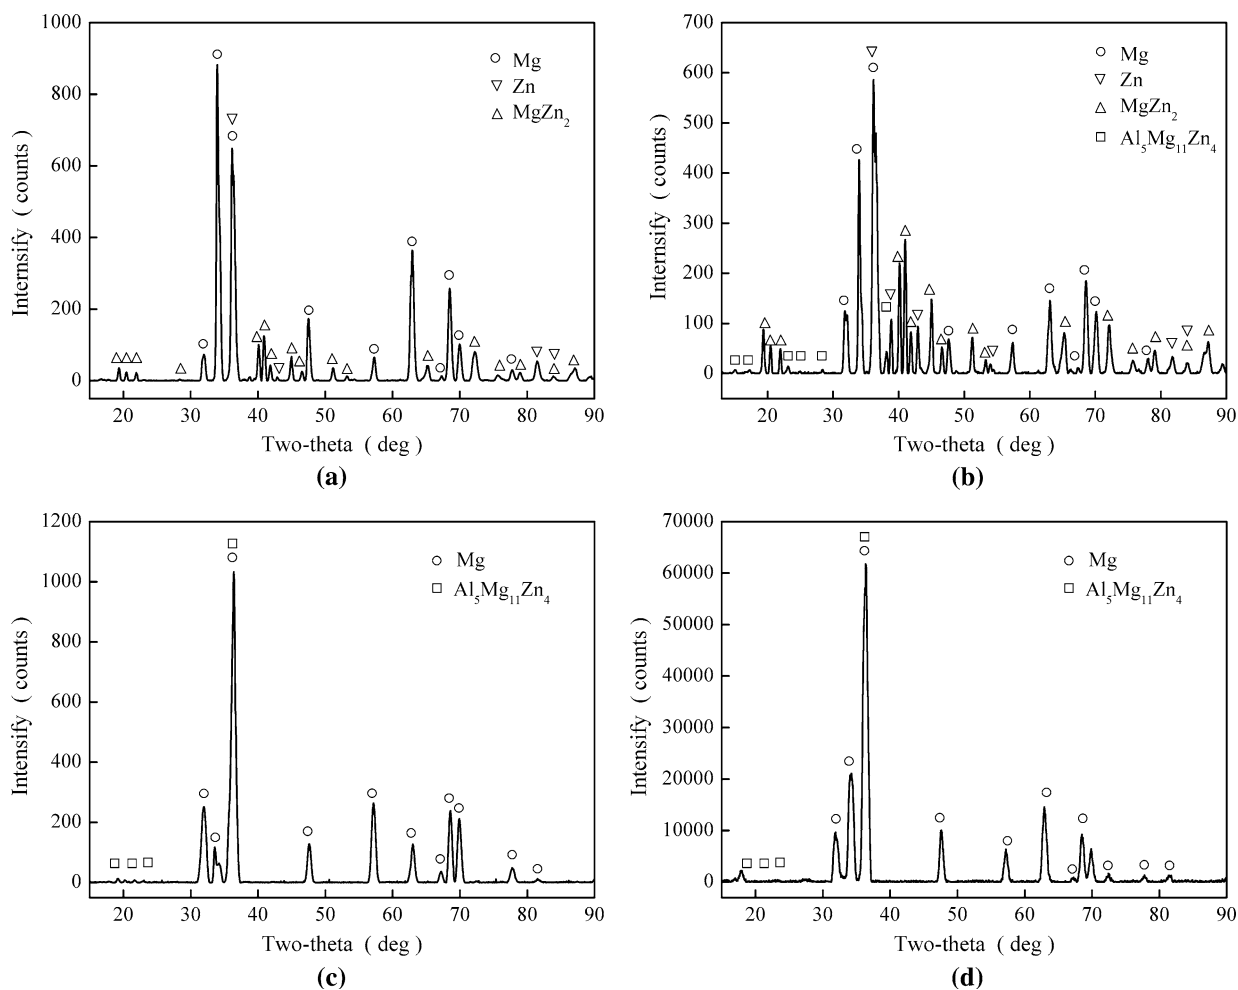 1000
800
600
400
200
0
Internsify ( counts )
Mg
Zn
MgZn2
20 30 40 50 60 70 80 90
Two-theta ( deg )
(a)
700
600
500
400
300
200
100
0
Internsify ( counts )
Mg
Zn
MgZn2
Al5Mg11Zn4
20 30 40 50 60 70 80 90
Two-theta ( deg )
(b)
1200
1000
800
600
400
200
0
Intensify ( counts )
Mg
Al5Mg11Zn4
20 30 40 50 60 70 80 90
Two-theta ( deg )
(c)
70000
60000
50000
40000
30000
20000
10000
0
Intensify ( counts )
Mg
Al5Mg11Zn4
20 30 40 50 60 70 80 90
Two-theta ( deg )
(d)